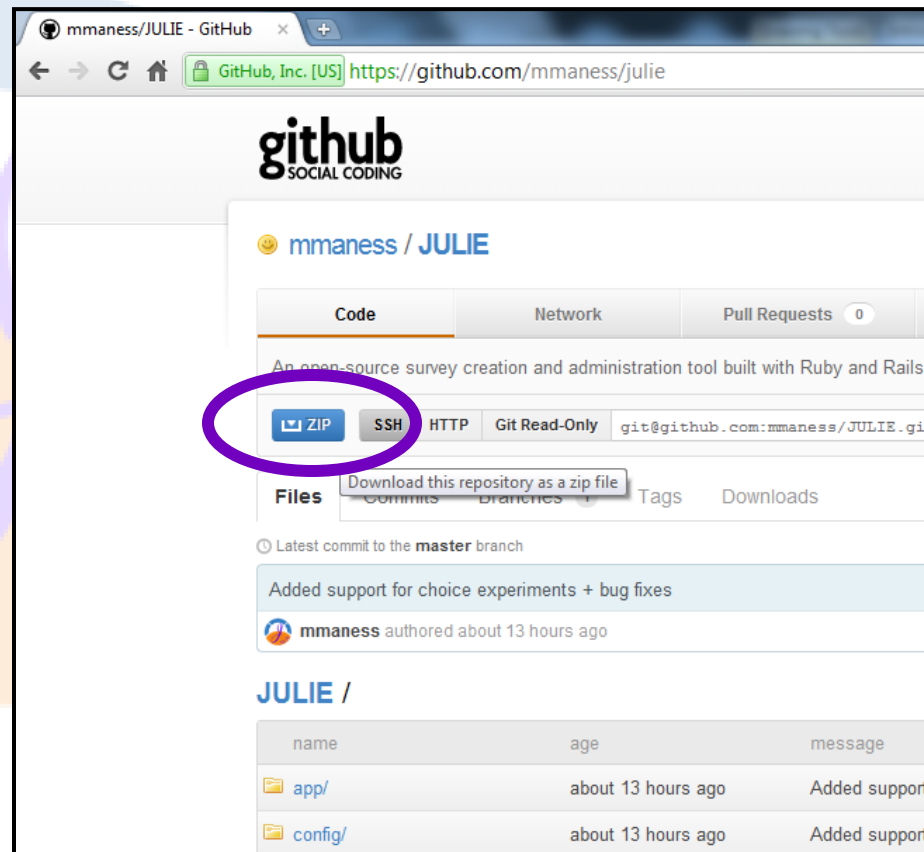 mmaness/JULIE - GitHub
GitHub, Inc. [US] https://github.com/mmaness/julie
github
SOCIAL CODING
mmaness / JULIE
Code Network Pull Requests 0
An open-source survey creation and administration tool built with Ruby and Rails
ZIP SSH HTTP Git Read-Only git@github.com:mmaness/JULIE.gi
Download this repository as a zip file
Files Commits Branches Tags Downloads
Latest commit to the master branch
Added support for choice experiments + bug fixes
mmaness authored about 13 hours ago
JULIE /
name age message
app/ about 13 hours ago Added support
config/ about 13 hours ago Added support